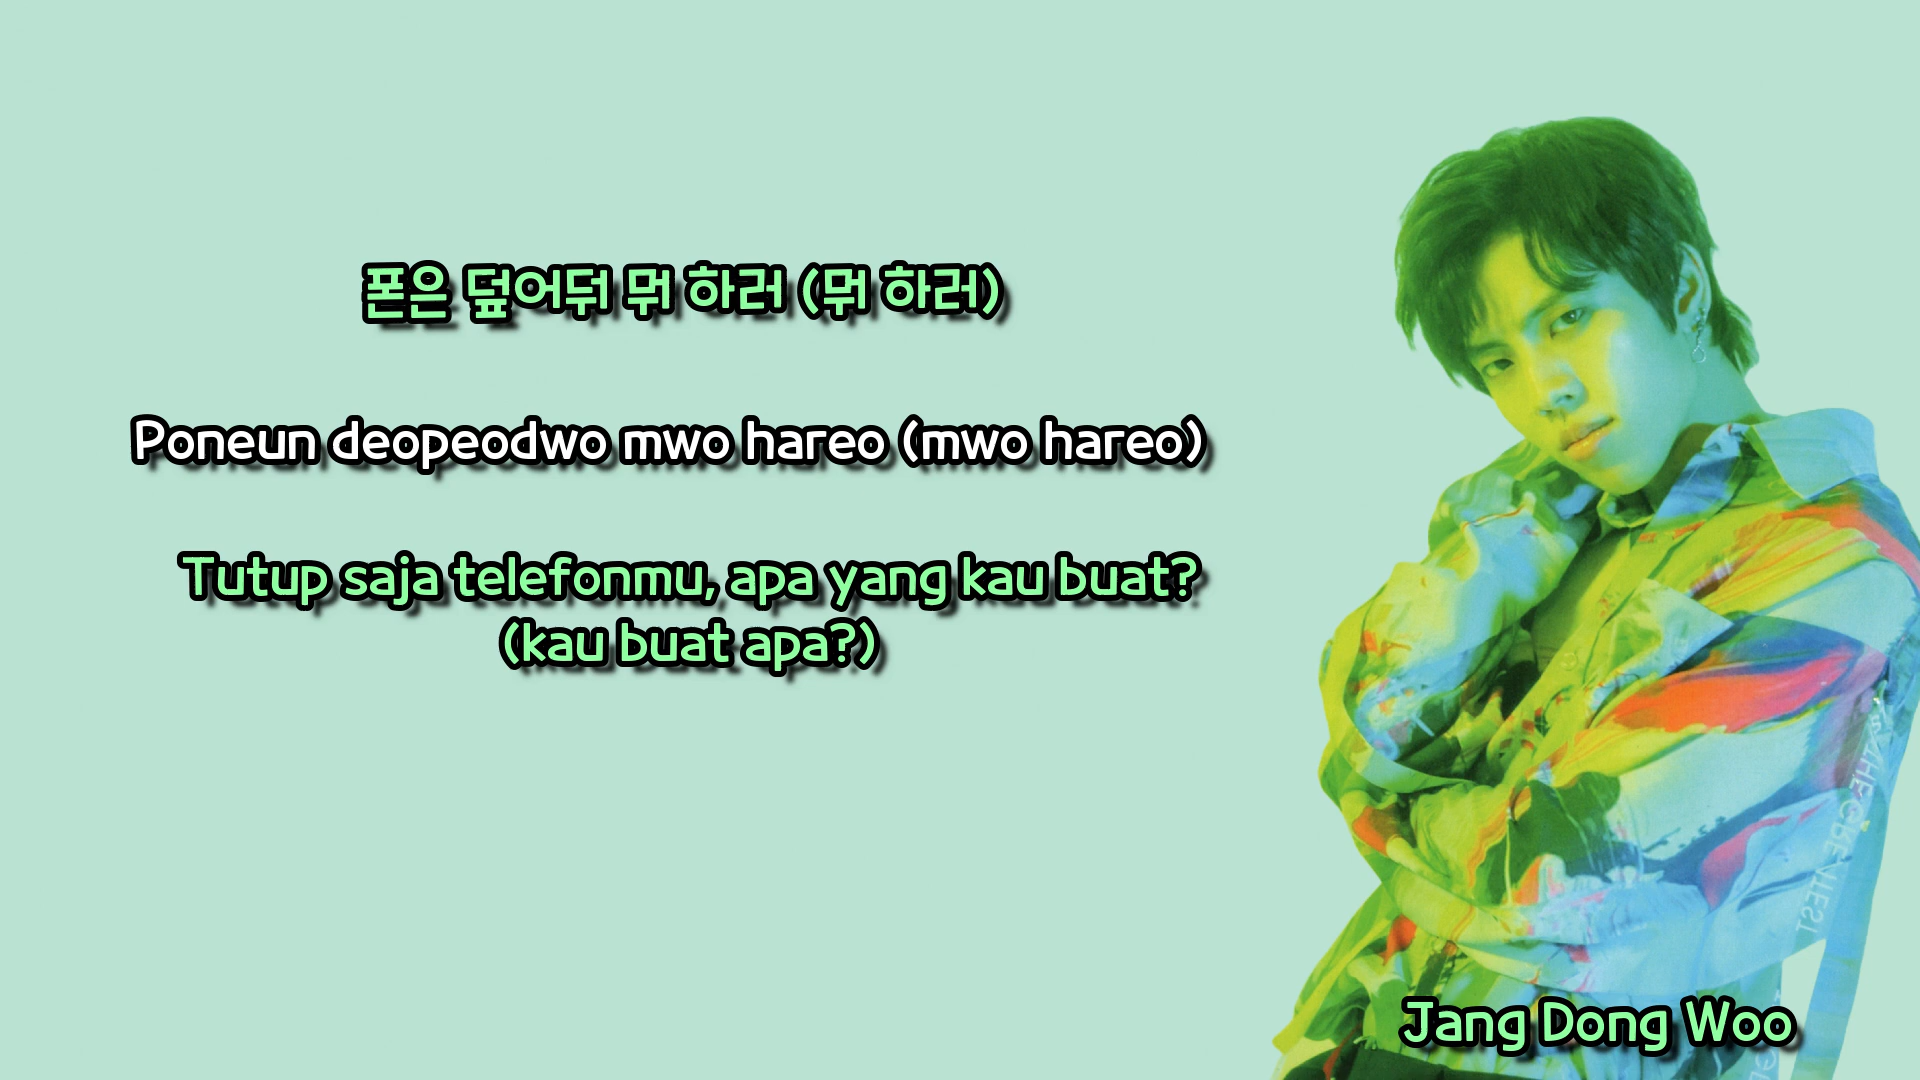 폰은 덮어둬 뭐 하러 (뭐 하러)
Poneun deopeodwo mwo hareo (mwo hareo)
Tutup saja telefonmu, apa yang kau buat?
(kau buat apa?)
Jang Dong Woo